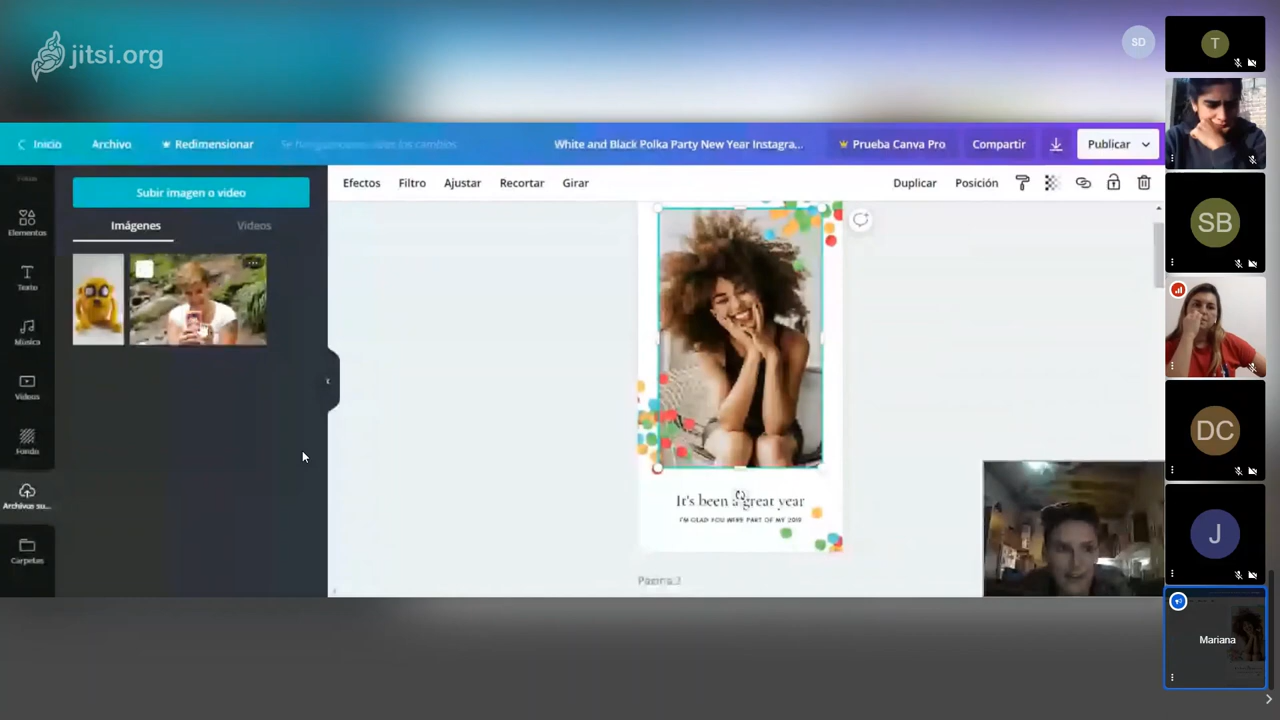 jitsi.org
SD
T
Inicio
Archivo
Redimensionar
White and Black Polka Party New Year Instagra...
Prueba Canva Pro
Compartir
Publicar
Subir imagen o video
Efectos
Filtro
Ajustar
Recortar
Girar
Duplicar
Posición
Imágenes
Videos
Elementos
Texto
Música
Videos
Fondo
Archivos su...
Carpetas
It's been a great year
I'M GLAD YOU WERE PART OF MY 2019
SB
DC
J
Mariana